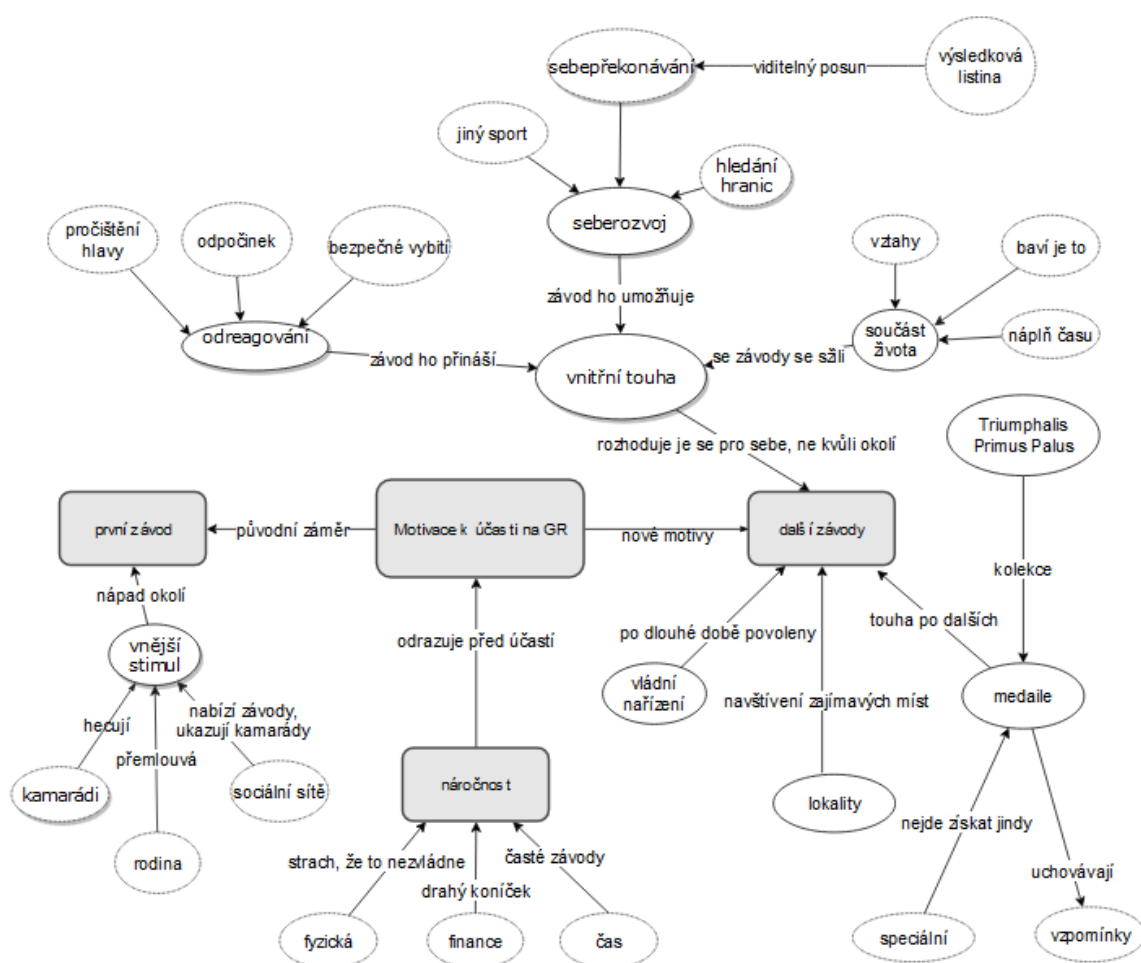 sebepřekonávání
viditelný posun
výsledková
listina
jiný sport
hledání
hranic
seberozvoj
pročištění
hlavy
odpočinek
bezpečné vybití
vztahy
baví je to
závod ho umožňuje
odreagování
součást
života
náplň času
závod ho přináší
se závody se sžili
vnitřní touha
Triumphalis
Primus Palus
rozhoduje je se pro sebe, ne kvůli okolí
první závod
původní záměr
Motivace k účasti na GR
nové motivy
další závody
kolekce
nápad okolí
touha po dalších
odrazuje před účastí
po dlouhé době povoleny
vnější
stimul
vládní
nařízení
navštívení zajímavých míst
medaile
nabízí závody,
ukazují kamarády
hecují
přemlouvá
kamarádi
sociální sítě
náročnost
lokality
nejde získat jindy
rodina
strach, že to nezvládne
časté závody
drahý koníček
uchovávají
fyzická
finance
čas
speciální
vzpomínky